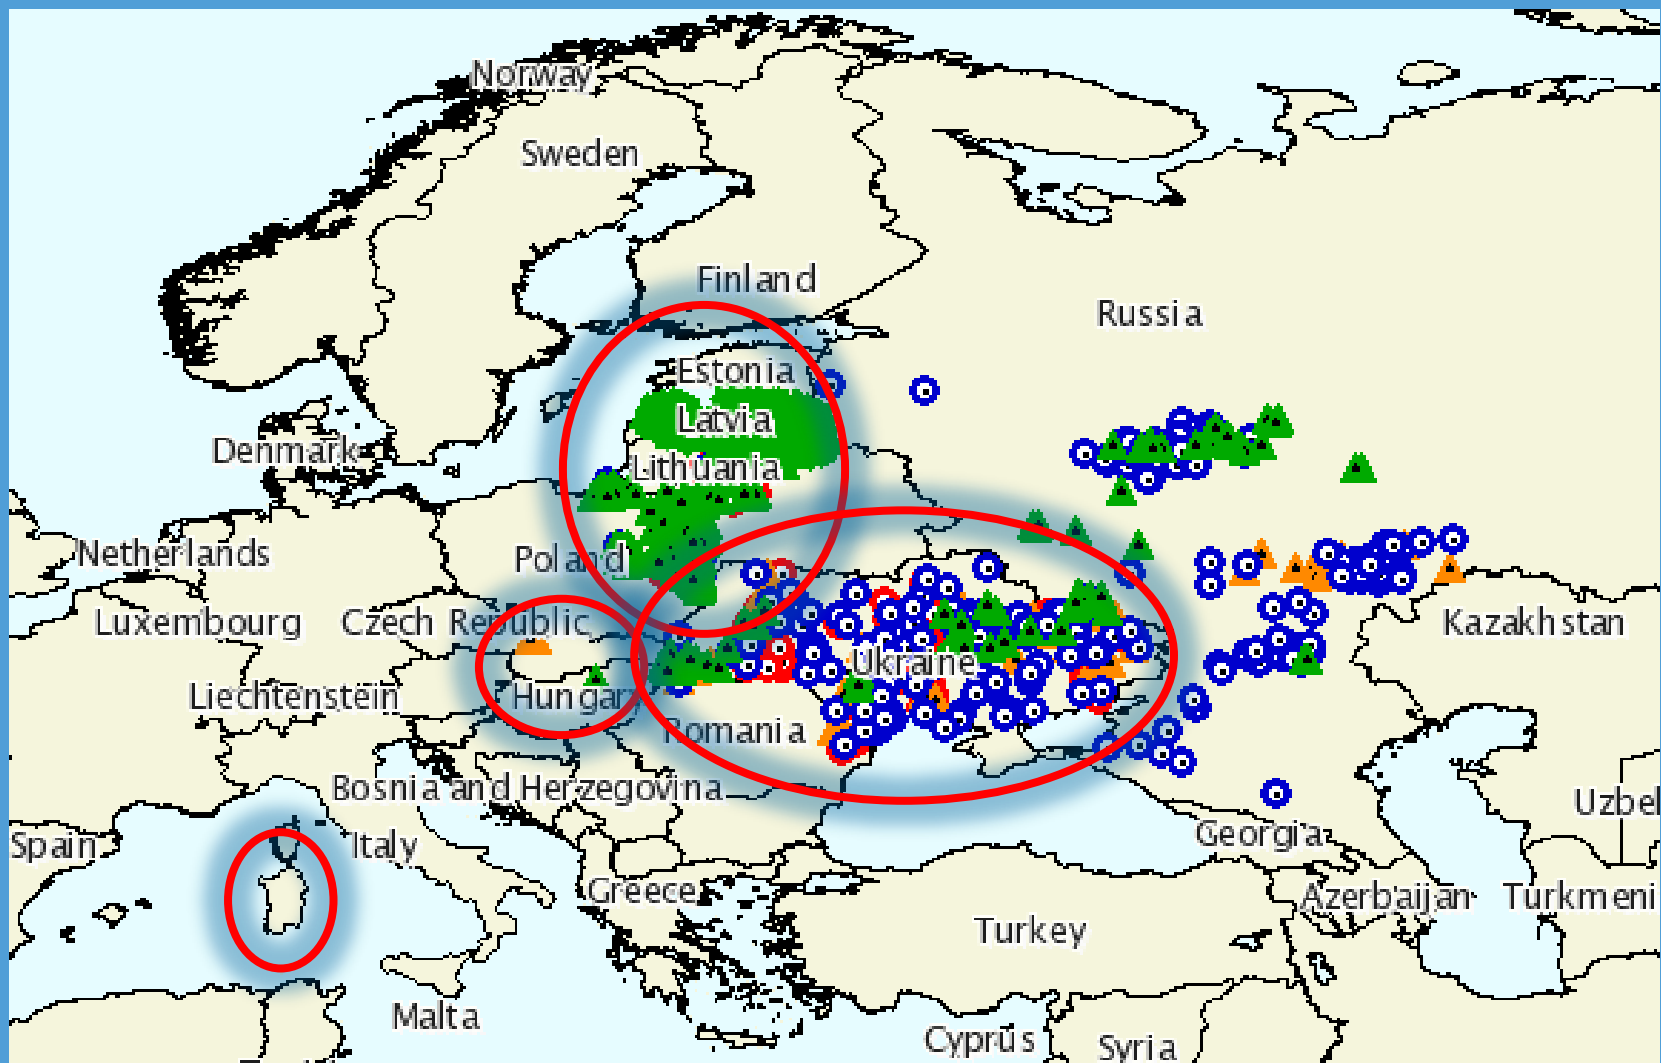 Norway
Sweden
Finland
Russia
Estonia
Latvia
Lithuania
Denmark
Netherlands
Poland
Luxembourg
Czech Republic
Kazakhstan
Ukraine
Liechtenstein
Hungary
Romania
Bosnia and Herzegovina
Uzbe
Spain
Italy
Georgia
Greece
Azerbaijan
Turkmeni
Turkey
Malta
Cyprus
Syria